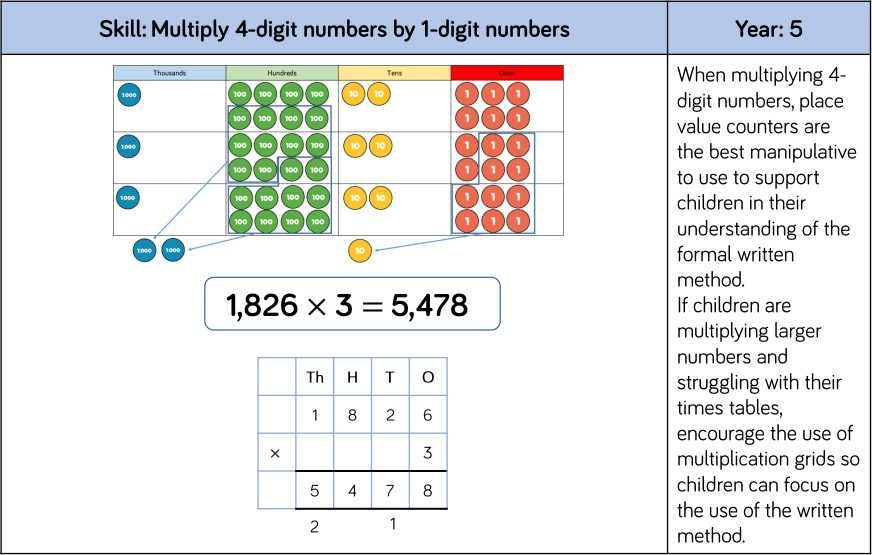 Skill: Multiply 4-digit numbers by 1-digit numbers
Year: 5
Thousands Hundreds Tens Ones
1000 100 100 100 100 10 10 1 1 1
100 100 100 100 1 1 1
1000 100 100 100 100 10 10 1 1 1
100 100 100 100 1 1 1
1000 100 100 100 100 10 10 1 1 1
100 100 100 100 1 1 1
1000 1000 10
1,826 × 3 = 5,478
Th H T O
1 8 2 6
× 3
5 4 7 8
2 1
When multiplying 4-
digit numbers, place
value counters are
the best manipulative
to use to support
children in their
understanding of the
formal written
method.
If children are
multiplying larger
numbers and
struggling with their
times tables,
encourage the use of
multiplication grids so
children can focus on
the use of the written
method.